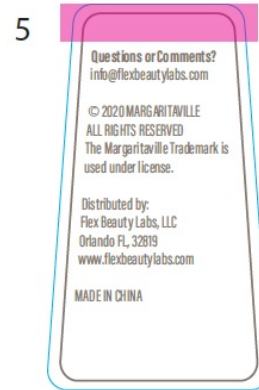 5
Questions or Comments?
info@flexbeautylabs.com
© 2020 MARGARITAVILLE
ALL RIGHTS RESERVED
The Margaritaville Trademark is
used under license.
Distributed by:
Flex Beauty Labs, LLC
Orlando FL, 32819
www.flexbeautylabs.com
MADE IN CHINA